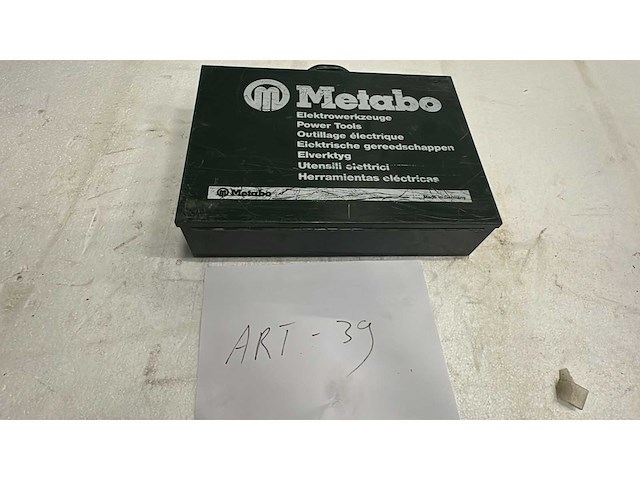 Metabo
Elektrowerkzeuge
Power Tools
Outillage électrique
Elektrische gereedschappen
Elverktyg
Utensili elettrici
Herramientas eléctricas
Metabo Made in Germany
ART-39